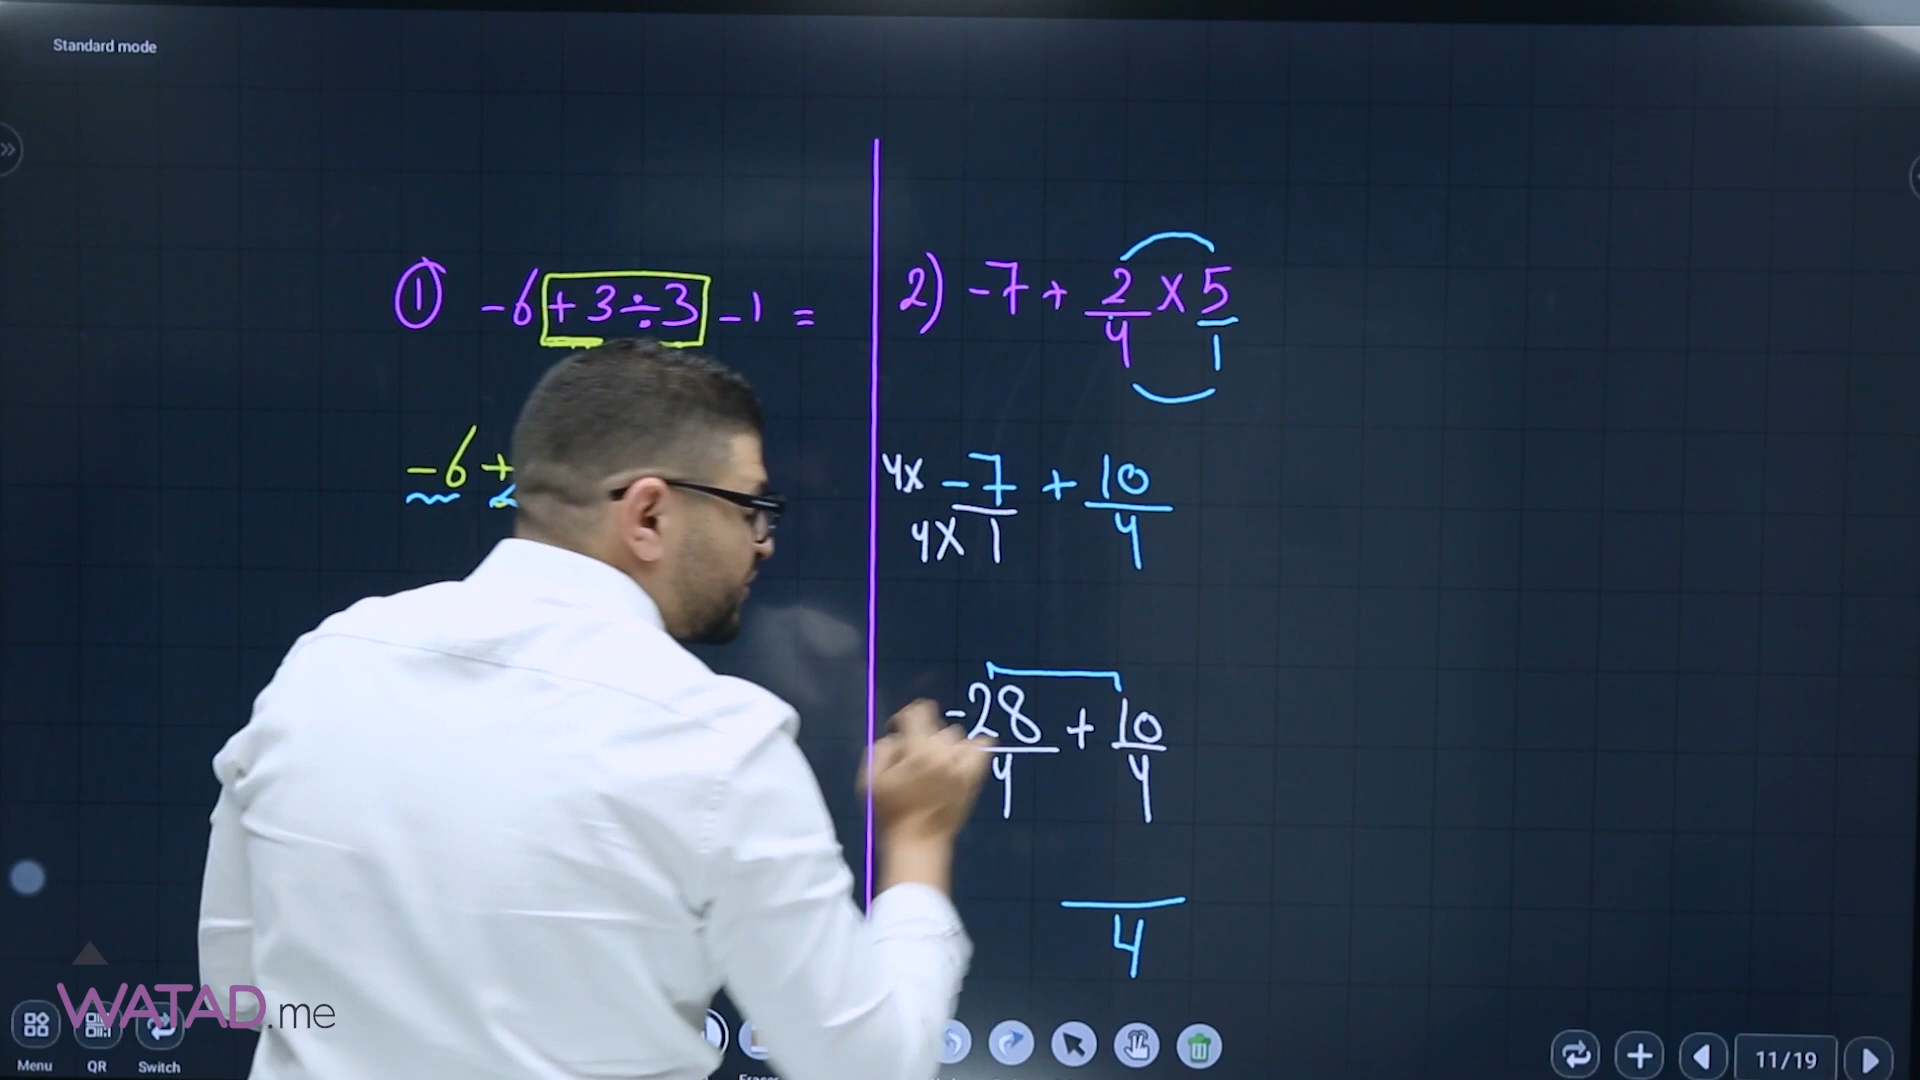 Standard mode
① -6 + 3 ÷ 3 - 1 =
-6 +
2) -7 + 2/4 × 5/1
4x -7/4x 1 + 10/4
-28/4 + 10/4
/4
WATAD.me
Menu QR Switch
11/19